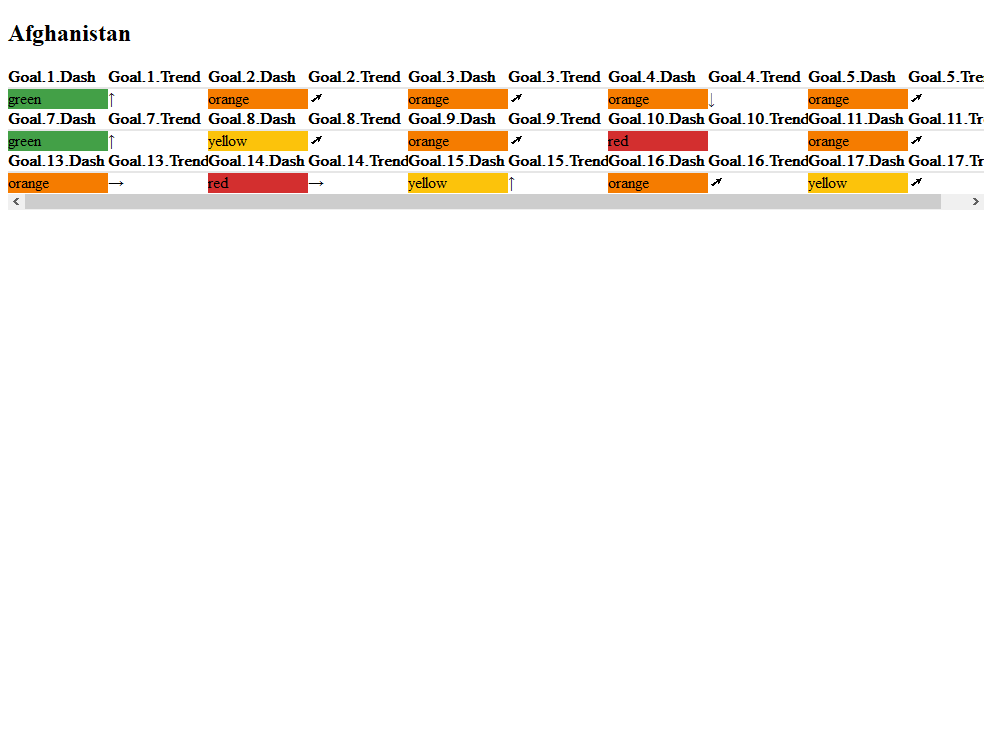 Afghanistan
Goal.1.Dash Goal.1.Trend Goal.2.Dash Goal.2.Trend Goal.3.Dash Goal.3.Trend Goal.4.Dash Goal.4.Trend Goal.5.Dash Goal.5.Tre
green ↑ orange ➚ orange ➚ orange ↓ orange ➚
Goal.7.Dash Goal.7.Trend Goal.8.Dash Goal.8.Trend Goal.9.Dash Goal.9.Trend Goal.10.Dash Goal.10.Trend Goal.11.Dash Goal.11.Tr
green ↑ yellow ➚ orange ➚ red orange ➚
Goal.13.Dash Goal.13.Trend Goal.14.Dash Goal.14.Trend Goal.15.Dash Goal.15.Trend Goal.16.Dash Goal.16.Trend Goal.17.Dash Goal.17.Tr
orange → red → yellow ↑ orange ➚ yellow ➚